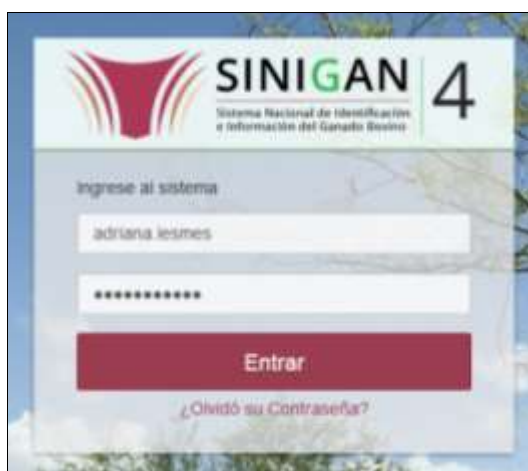 SINIGAN 4
Sistema Nacional de Identificación
e Información del Ganado Bovino
Ingrese al sistema
adriana.lesmes
•••••••••••
Entrar
¿Olvidó su Contraseña?